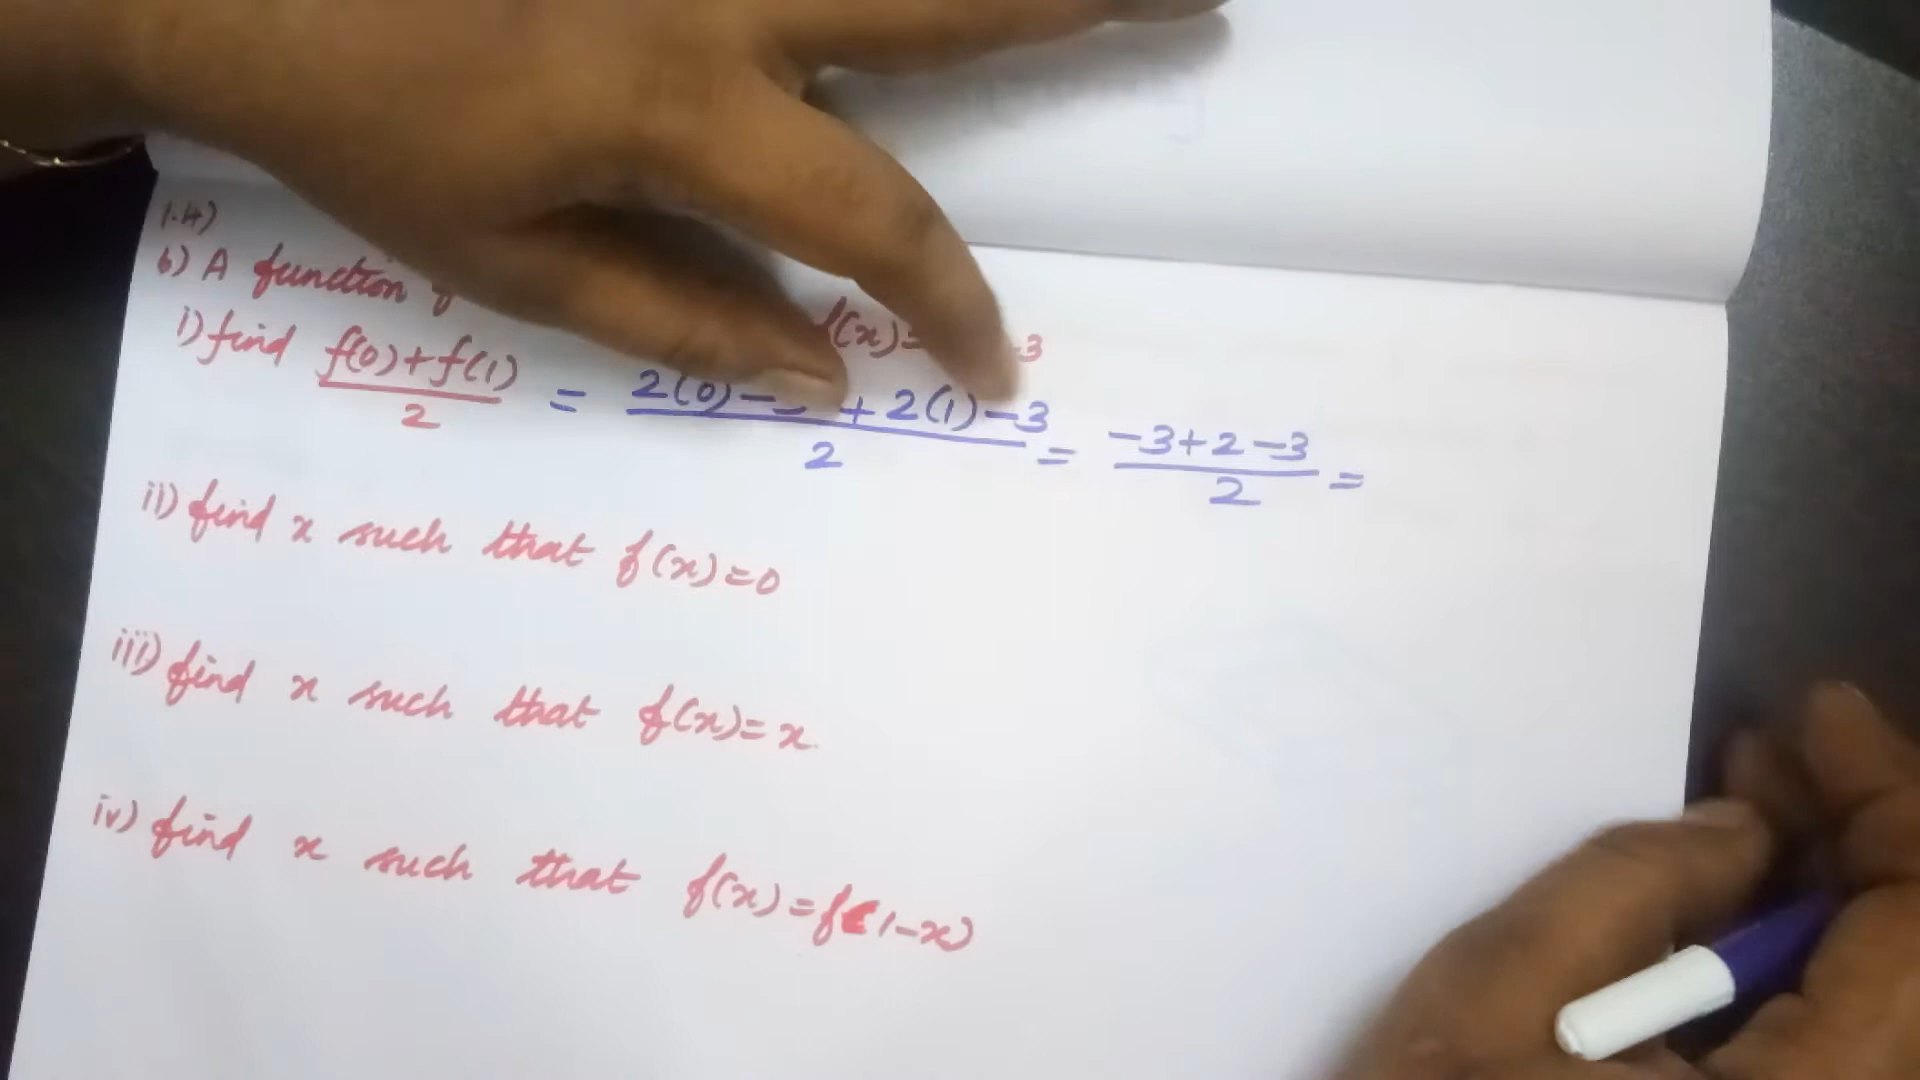 1.4)
6) A function f
f(x)= -3
i) find f(0)+f(1)/2 = 2(0)- + 2(1)-3/2 = -3+2-3/2 =
ii) find x such that f(x)=0
iii) find x such that f(x)=x.
iv) find x such that f(x)=f(1-x)